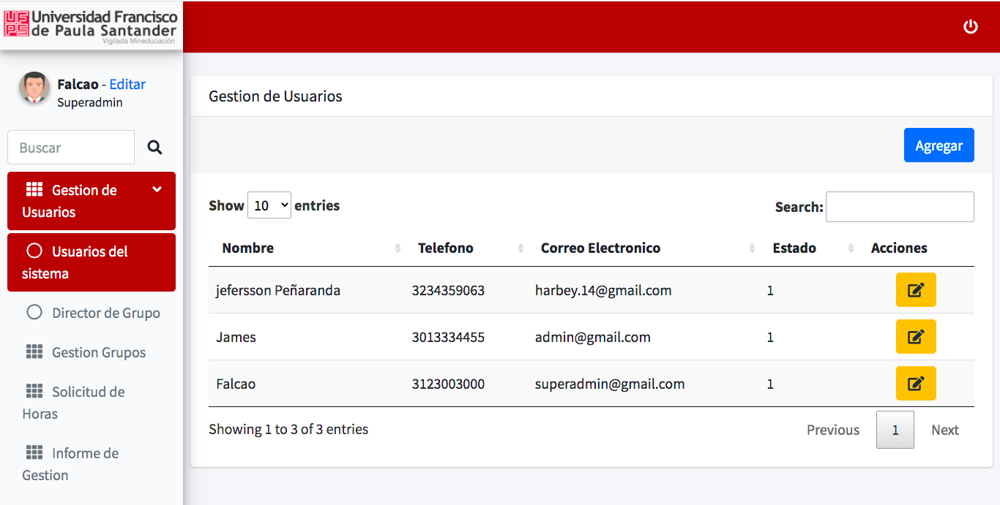 Universidad Francisco
de Paula Santander
Vigilada Mineducación
Falcao - Editar
Superadmin
Buscar
Gestion de
Usuarios
Usuarios del
sistema
Director de Grupo
Gestion Grupos
Solicitud de
Horas
Informe de
Gestion
Gestion de Usuarios
Agregar
Show 10 entries
Search:
Nombre Telefono Correo Electronico Estado Acciones
jefersson Peñaranda 3234359063 harbey.14@gmail.com 1
James 3013334455 admin@gmail.com 1
Falcao 3123003000 superadmin@gmail.com 1
Showing 1 to 3 of 3 entries
Previous 1 Next